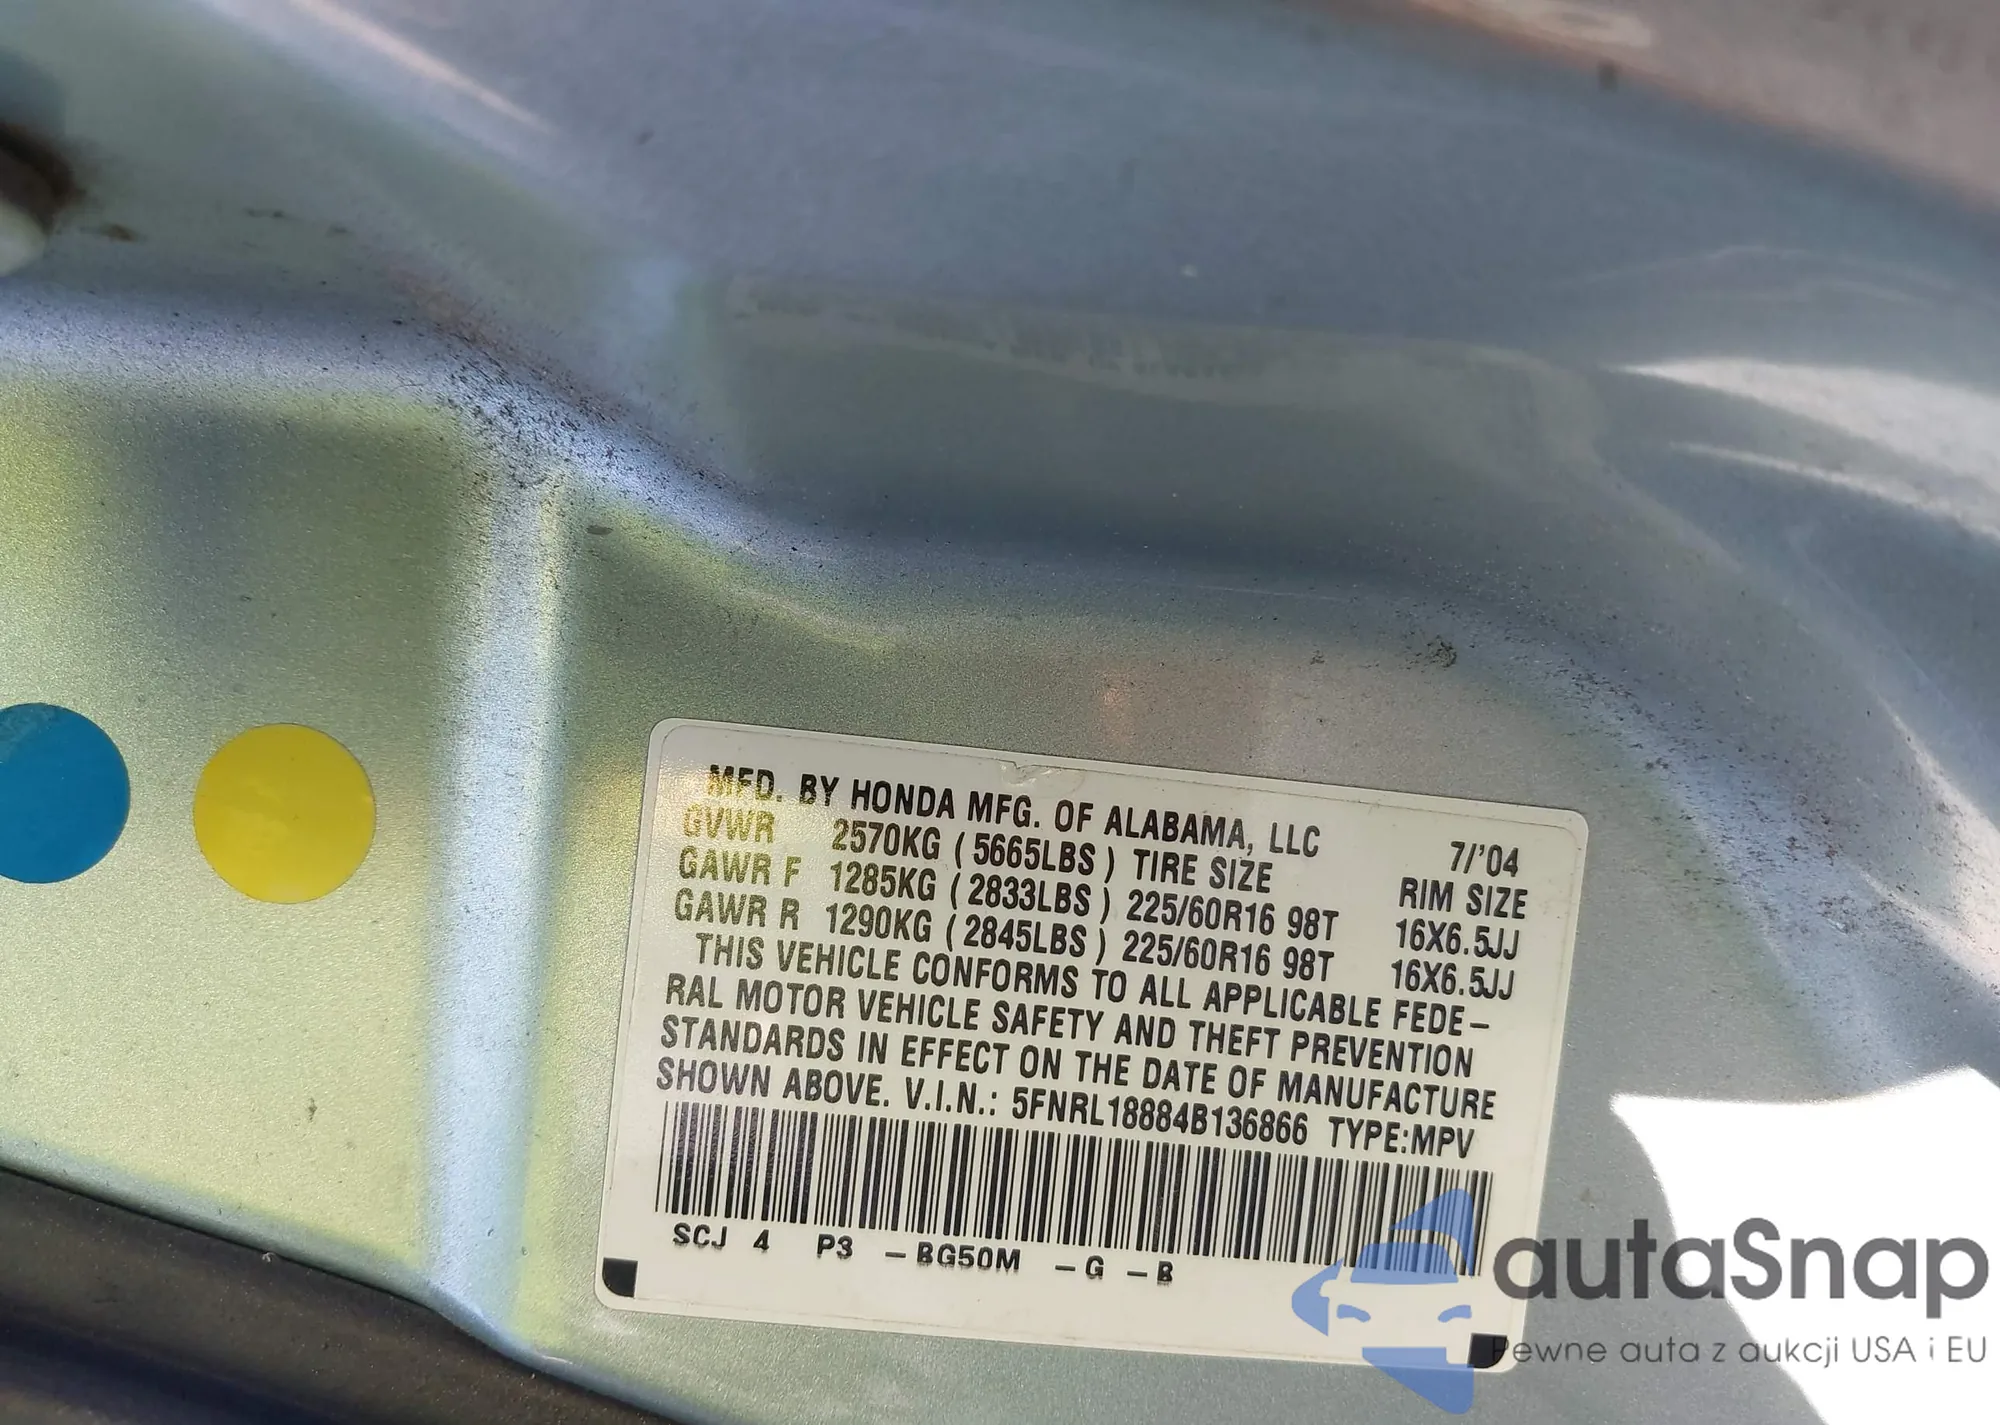 MFD. BY HONDA MFG. OF ALABAMA, LLC 7/'04
GVWR 2570KG (5665LBS) TIRE SIZE RIM SIZE
GAWR F 1285KG (2833LBS) 225/60R16 98T 16X6.5JJ
GAWR R 1290KG (2845LBS) 225/60R16 98T 16X6.5JJ
THIS VEHICLE CONFORMS TO ALL APPLICABLE FEDE-
RAL MOTOR VEHICLE SAFETY AND THEFT PREVENTION
STANDARDS IN EFFECT ON THE DATE OF MANUFACTURE
SHOWN ABOVE. V.I.N.: 5FNRL18884B136866 TYPE:MPV
SCJ 4 P3 -BG50M -G -B
autaSnap
Pewne auta z aukcji USA i EU